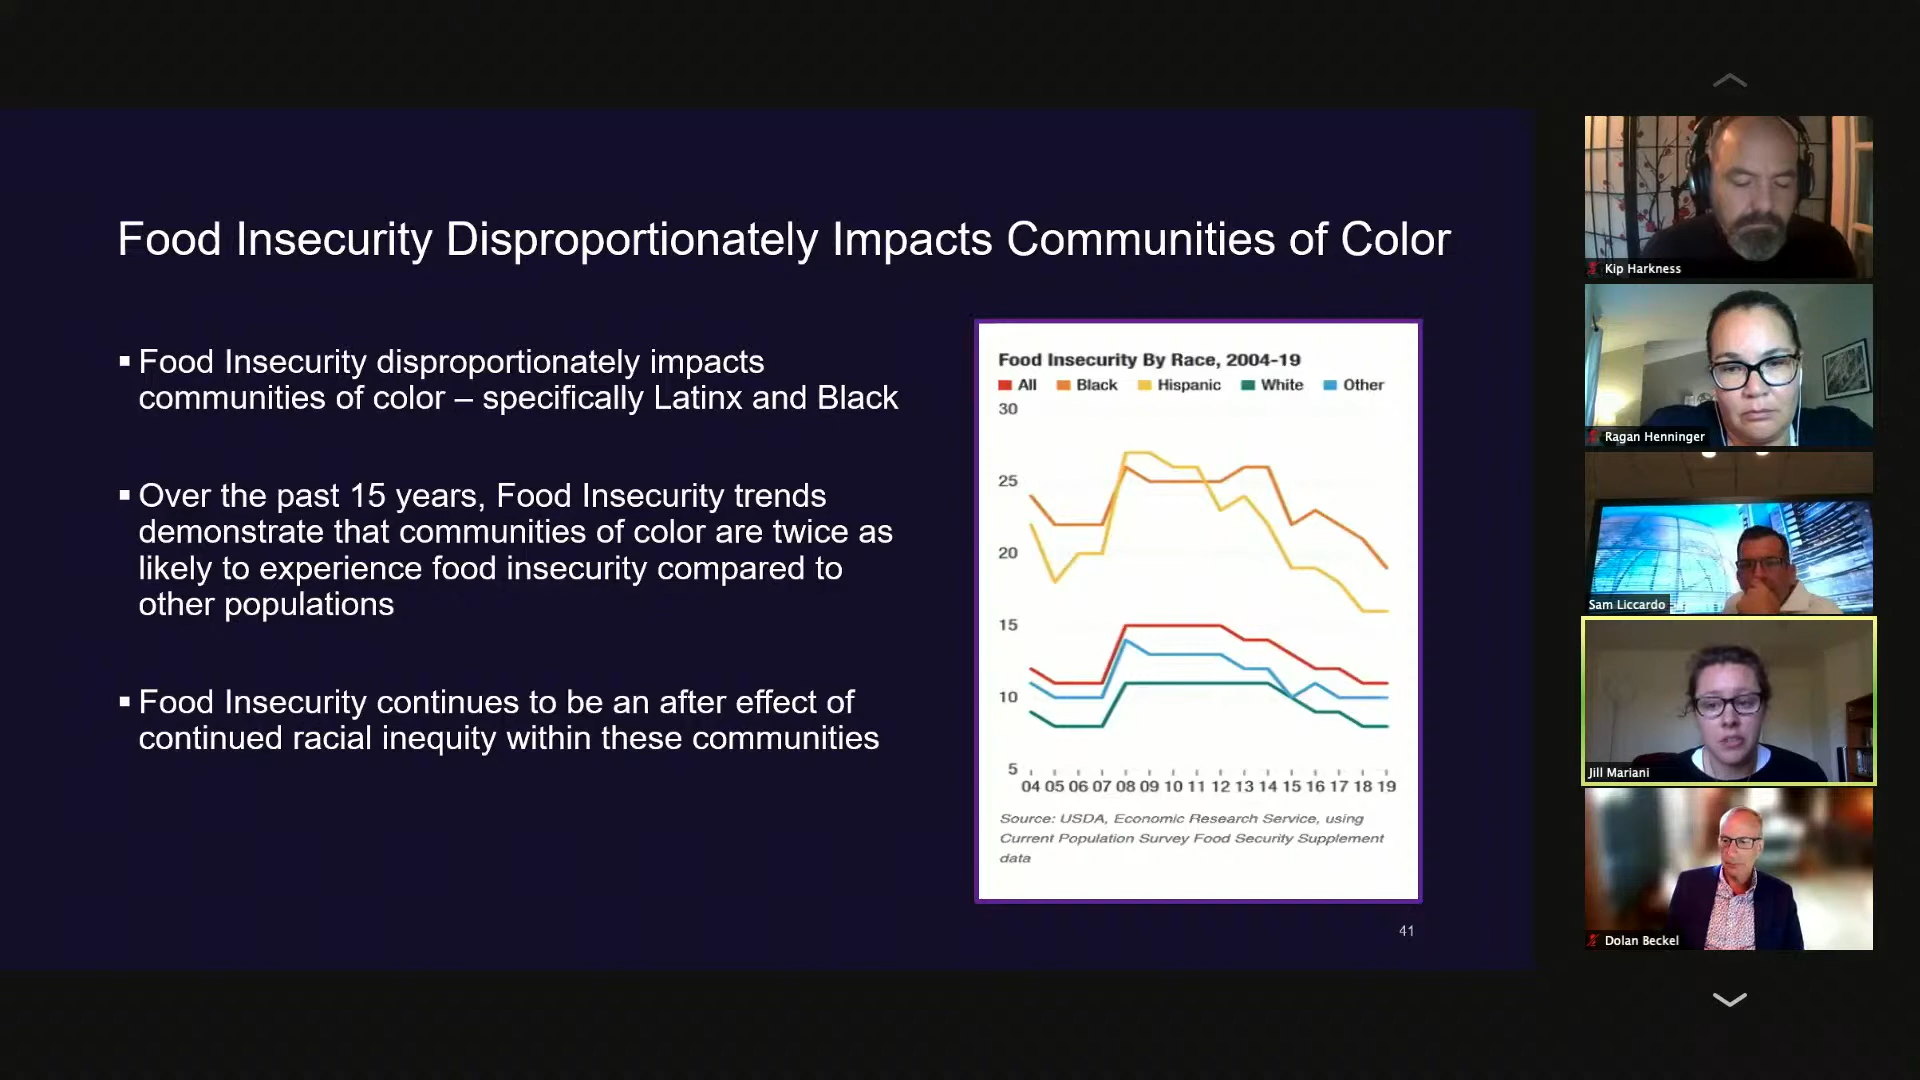 Food Insecurity Disproportionately Impacts Communities of Color
▪ Food Insecurity disproportionately impacts
communities of color – specifically Latinx and Black
▪ Over the past 15 years, Food Insecurity trends
demonstrate that communities of color are twice as
likely to experience food insecurity compared to
other populations
▪ Food Insecurity continues to be an after effect of
continued racial inequity within these communities
Food Insecurity By Race, 2004-19
All Black Hispanic White Other
30
25
20
15
10
5
04 05 06 07 08 09 10 11 12 13 14 15 16 17 18 19
Source: USDA, Economic Research Service, using
Current Population Survey Food Security Supplement
data
41
Kip Harkness
Ragan Henninger
Sam Liccardo
Jill Mariani
Dolan Beckel